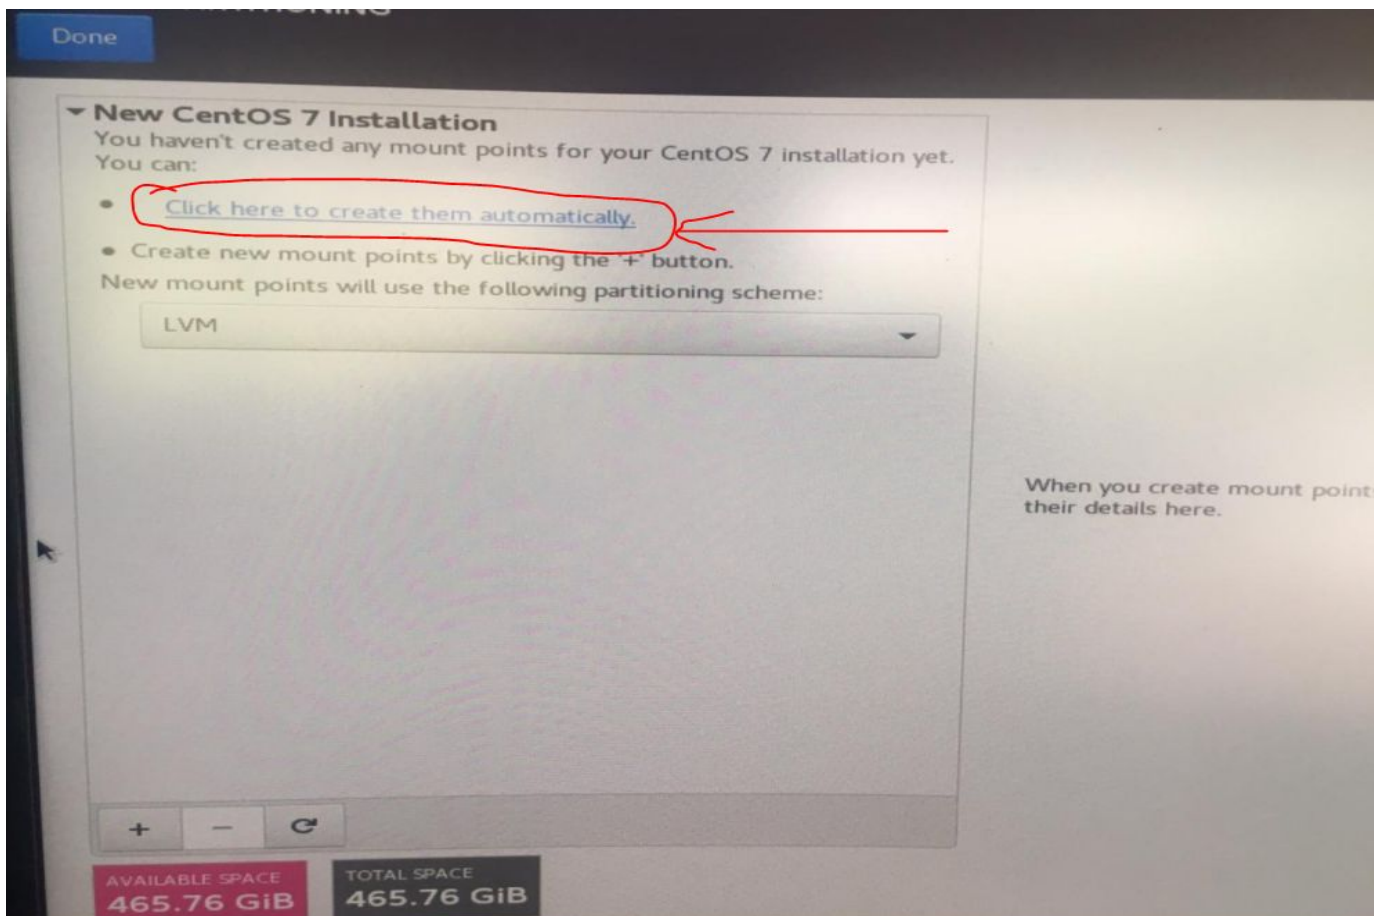 Done
New CentOS 7 Installation
You haven't created any mount points for your CentOS 7 installation yet.
You can:
Click here to create them automatically.
Create new mount points by clicking the '+' button.
New mount points will use the following partitioning scheme:
LVM
When you create mount point
their details here.
+ −
AVAILABLE SPACE
465.76 GiB
TOTAL SPACE
465.76 GiB